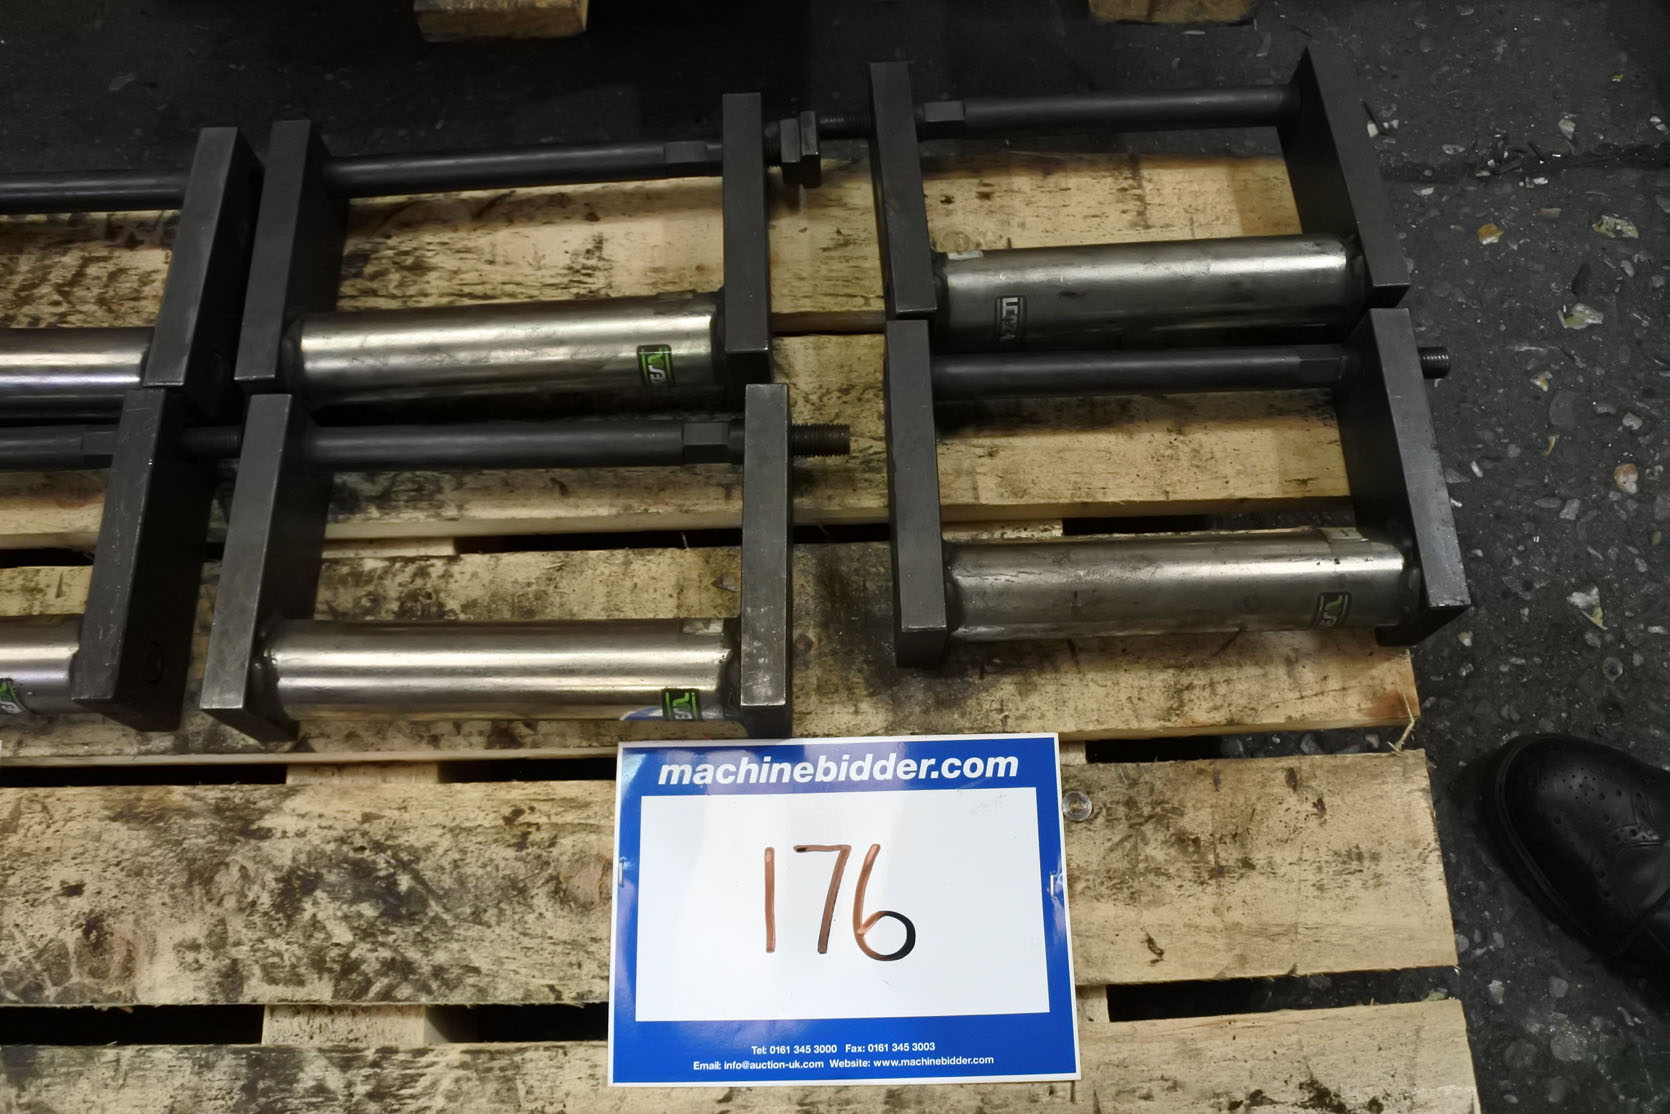 machinebidder.com
176
Tel: 0161 345 3000 Fax: 0161 345 3003
Email: info@auction-uk.com Website: www.machinebidder.com